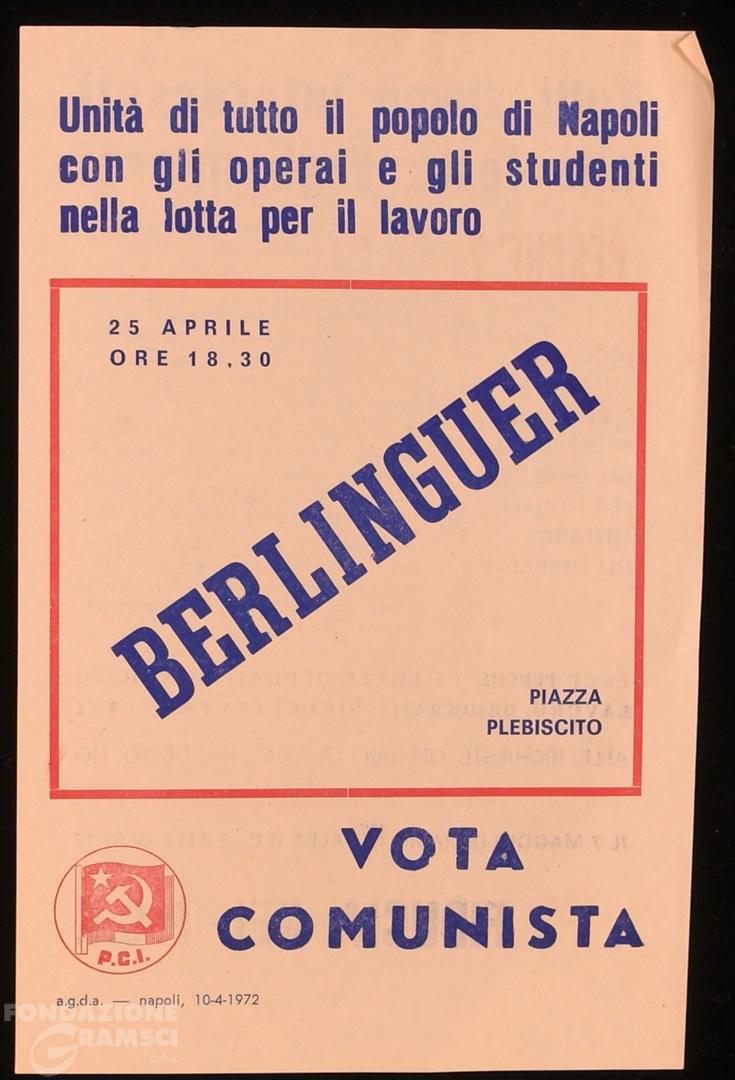 Unità di tutto il popolo di Napoli
con gli operai e gli studenti
nella lotta per il lavoro
25 APRILE
ORE 18,30
BERLINGUER
PIAZZA
PLEBISCITO
VOTA
COMUNISTA
P.C.I.
a.g.d.a. — napoli, 10-4-1972
FONDAZIONE
GRAMSCI
onlus